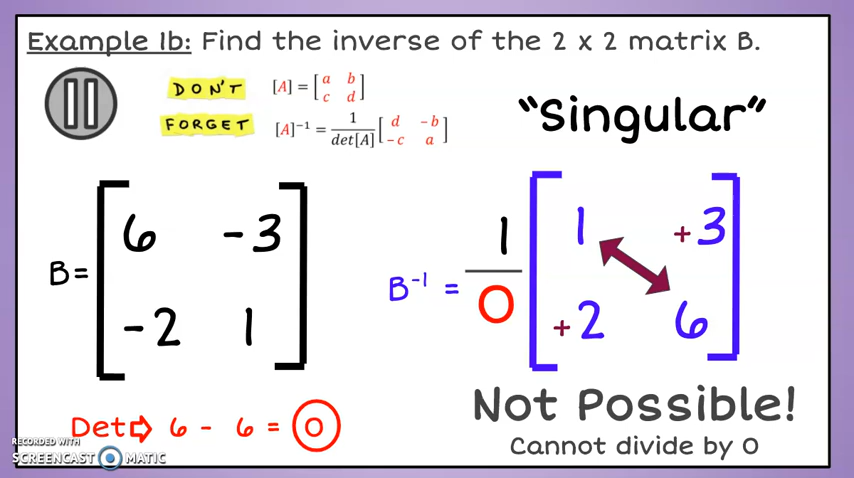 Example 1b: Find the inverse of the 2 x 2 matrix B.
DON'T
FORGET
[A] = [a b
c d]
[A]⁻¹ = 1/det[A] [d -b
-c a]
"Singular"
B = [6 -3
-2 1]
B⁻¹ = 1/0 [1 +3
+2 6]
Det ⇨ 6 - 6 = 0
Not Possible!
Cannot divide by 0
RECORDED WITH
SCREENCAST MATIC